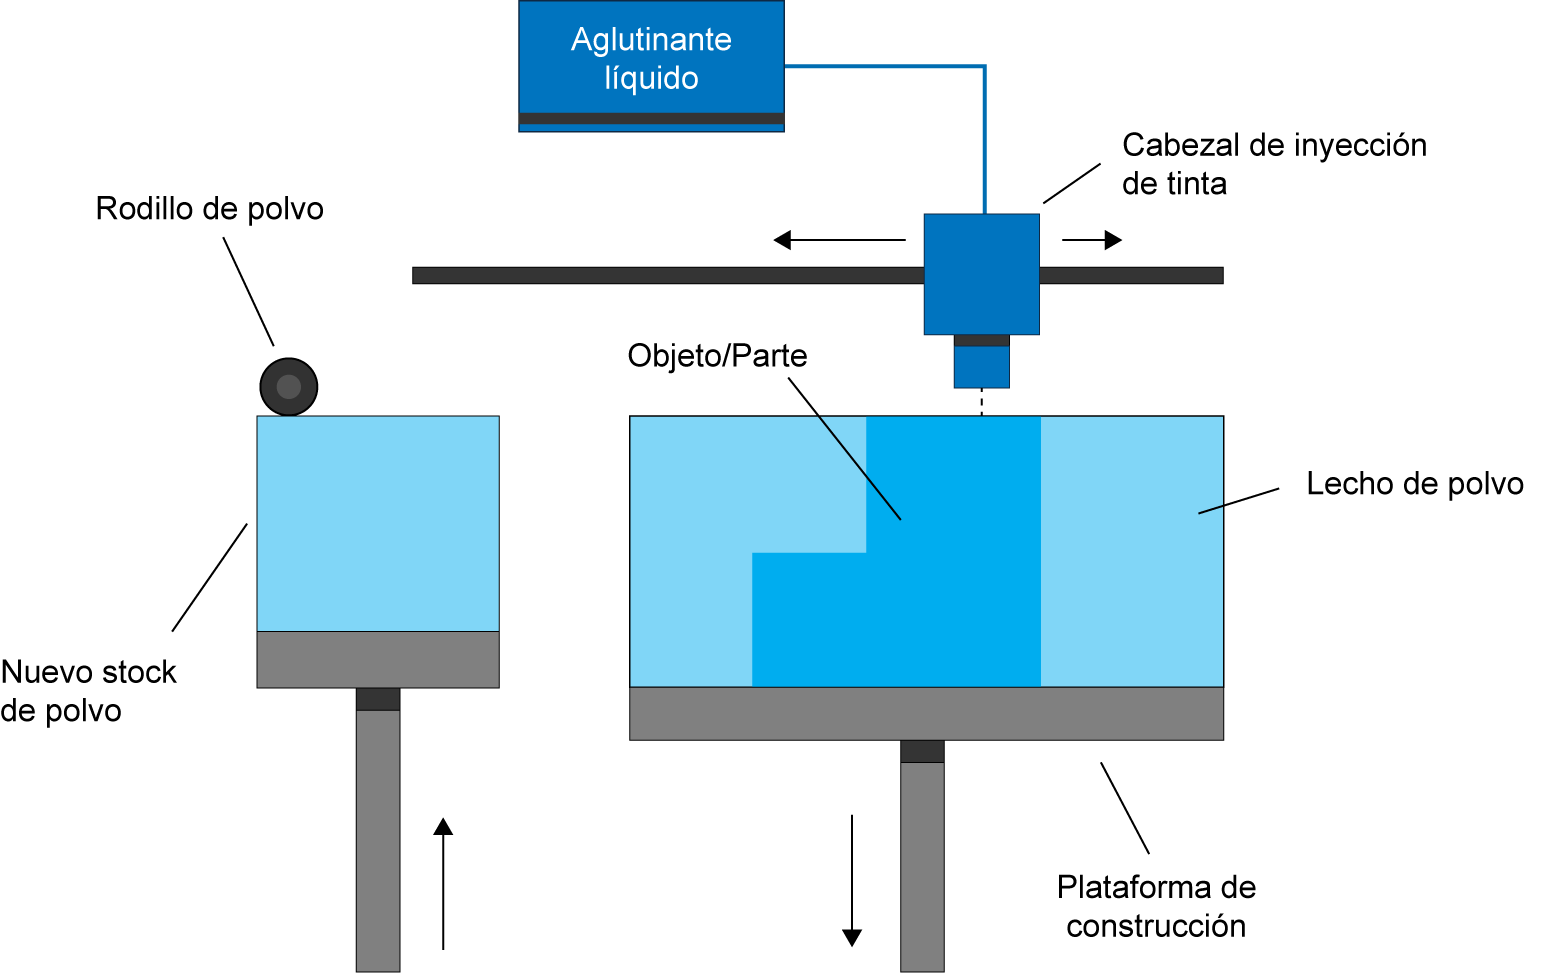 Aglutinante
líquido
Cabezal de inyección
de tinta
Rodillo de polvo
Objeto/Parte
Lecho de polvo
Nuevo stock
de polvo
Plataforma de
construcción